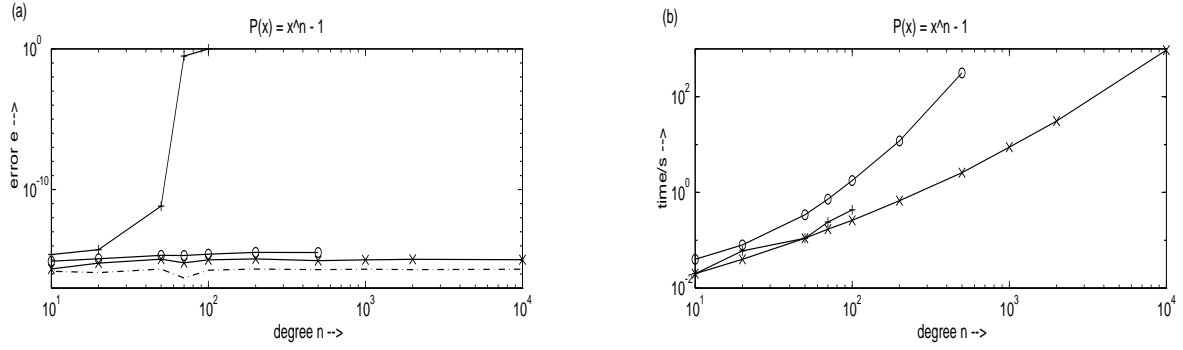 (a)
P(x) = x^n - 1
error e -->
10^0
10^-10
10^1
10^2
10^3
10^4
degree n -->
(b)
P(x) = x^n - 1
time/s -->
10^2
10^0
10^-2
10^1
10^2
10^3
10^4
degree n -->